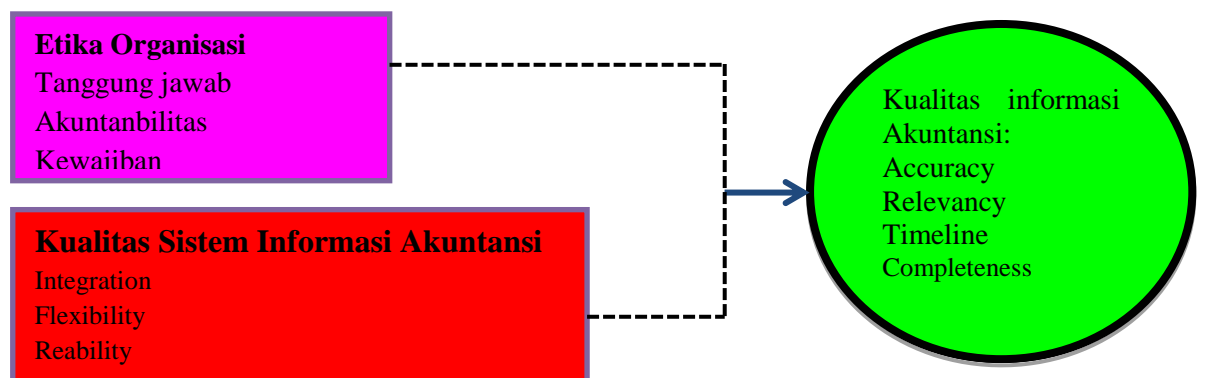 Etika Organisasi
Tanggung jawab
Akuntanbilitas
Kewajiban
Kualitas Sistem Informasi Akuntansi
Integration
Flexibility
Reability
Kualitas informasi
Akuntansi:
Accuracy
Relevancy
Timeline
Completeness